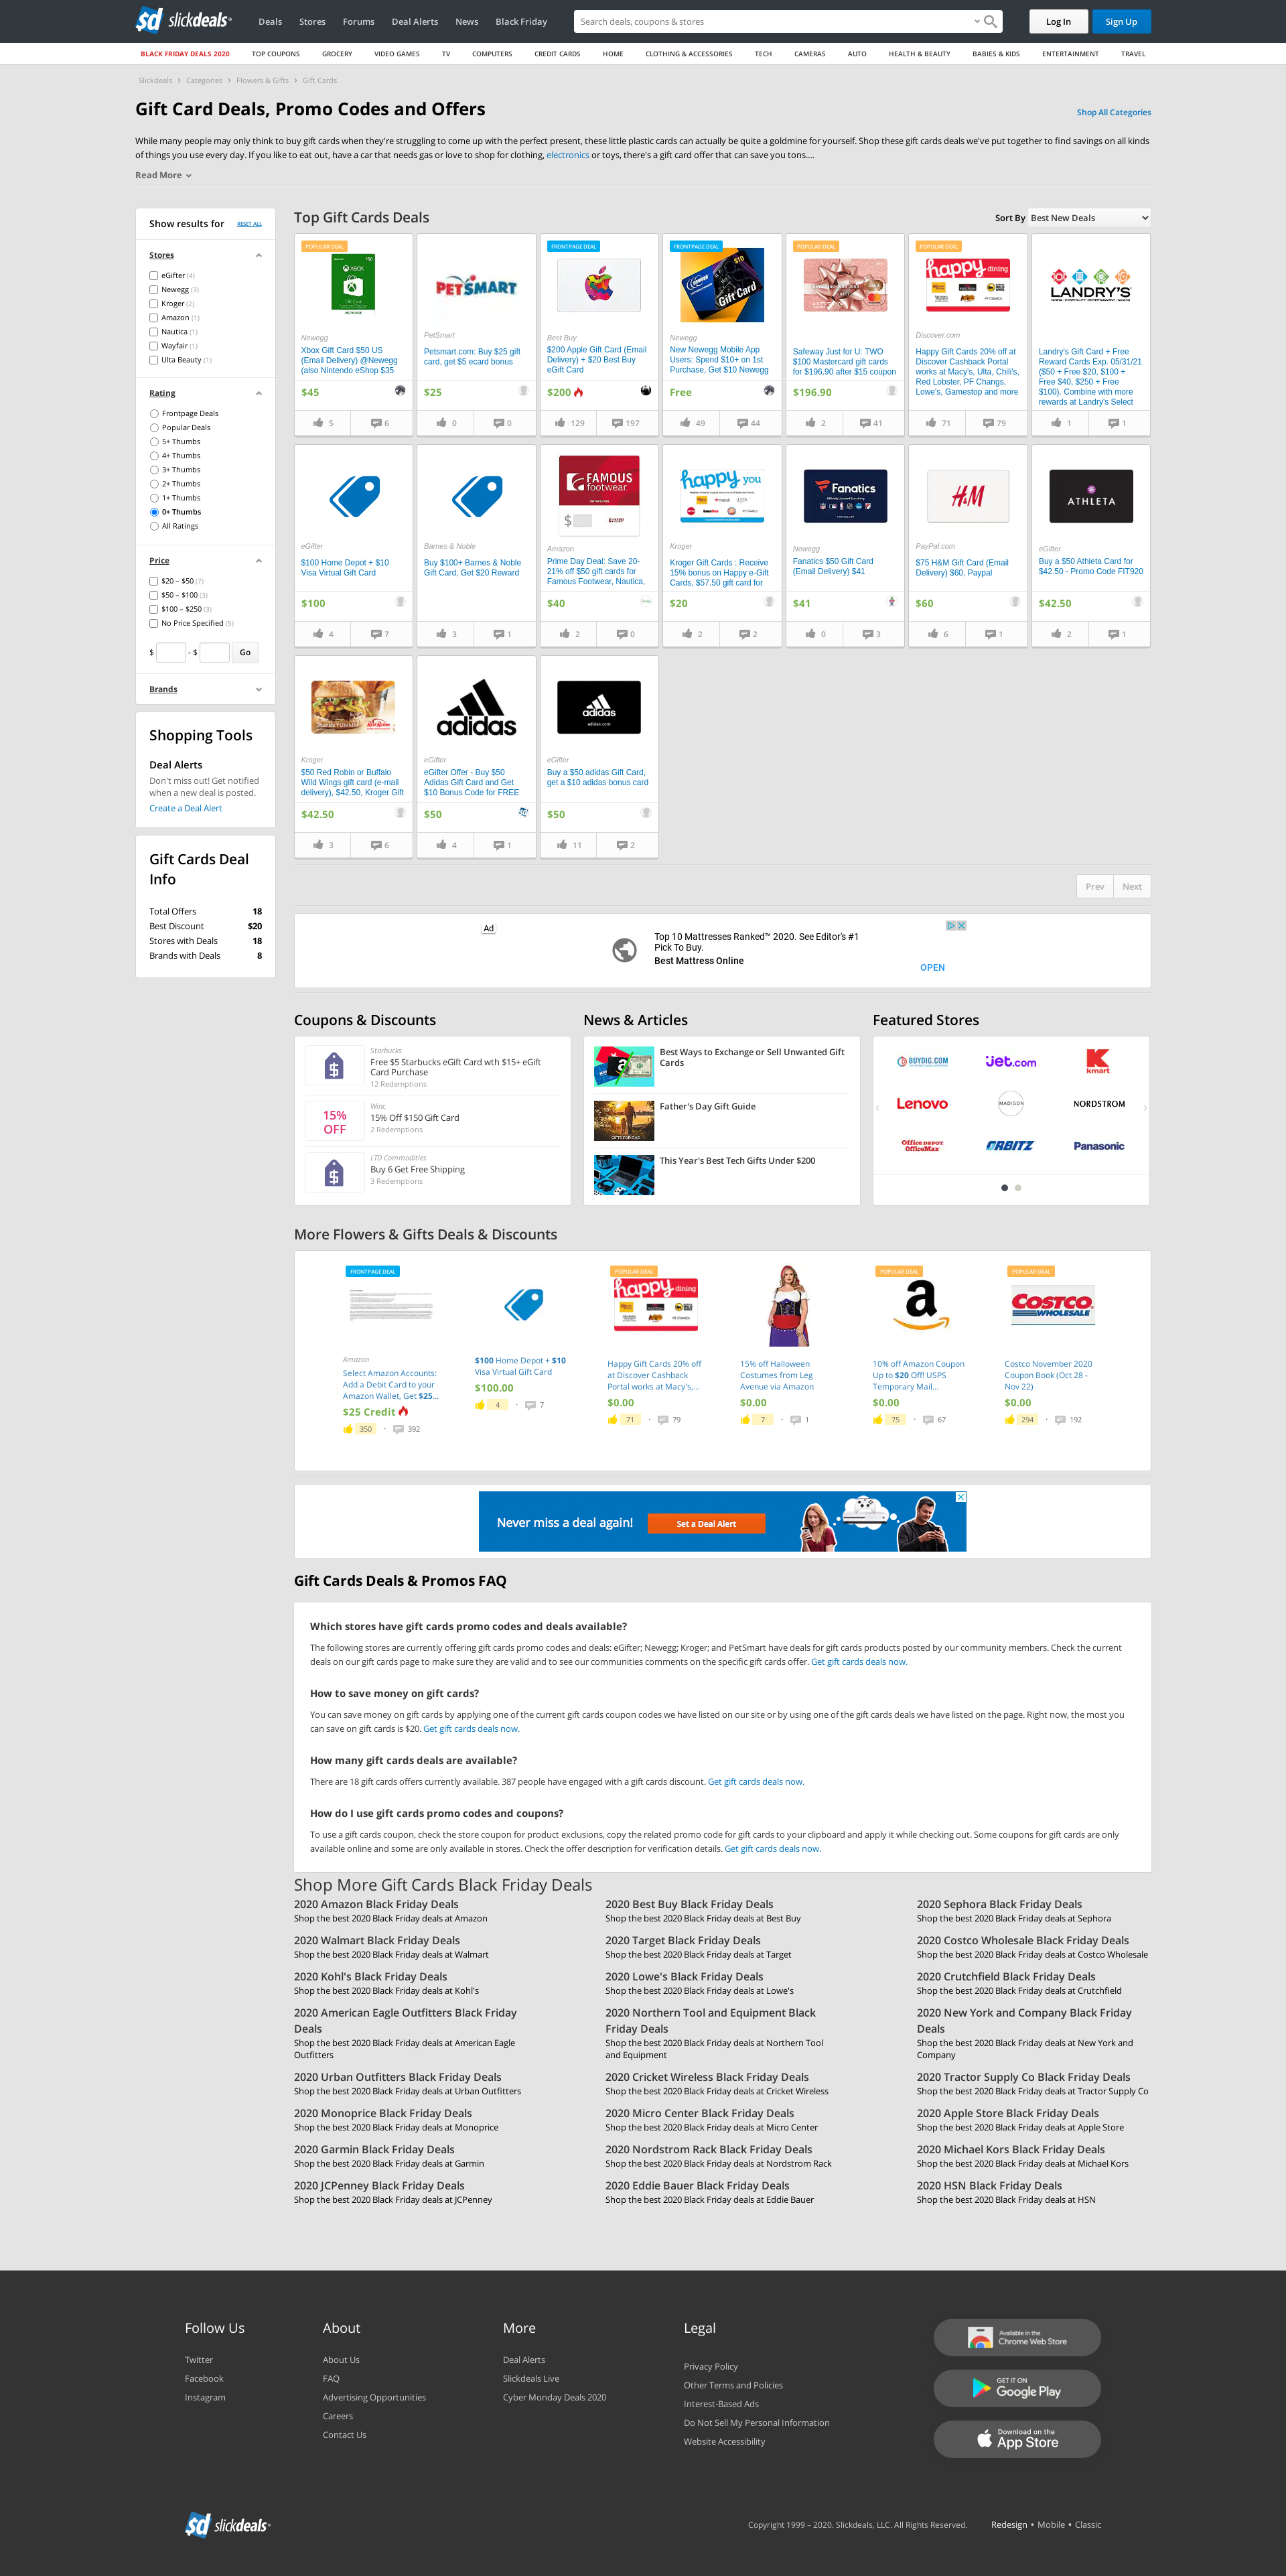 slickdeals
Deals Stores Forums Deal Alerts News Black Friday
Search deals, coupons & stores
Log In
Sign Up
BLACK FRIDAY DEALS 2020 TOP COUPONS GROCERY VIDEO GAMES TV COMPUTERS CREDIT CARDS HOME CLOTHING & ACCESSORIES TECH CAMERAS AUTO HEALTH & BEAUTY BABIES & KIDS ENTERTAINMENT TRAVEL
Slickdeals > Categories > Flowers & Gifts > Gift Cards
Gift Card Deals, Promo Codes and Offers
Shop All Categories
While many people may only think to buy gift cards when they're struggling to come up with the perfect present, these little plastic cards can actually be quite a goldmine for yourself. Shop these gift cards deals we've put together to find savings on all kinds
of things you use every day. If you like to eat out, have a car that needs gas or love to shop for clothing, electronics or toys, there's a gift card offer that can save you tons....
Read More
Show results for RESET ALL
Stores
eGifter (4)
Newegg (3)
Kroger (2)
Amazon (1)
Nautica (1)
Wayfair (1)
Ulta Beauty (1)
Rating
Frontpage Deals
Popular Deals
5+ Thumbs
4+ Thumbs
3+ Thumbs
2+ Thumbs
1+ Thumbs
0+ Thumbs
All Ratings
Price
$20 – $50 (7)
$50 – $100 (3)
$100 – $250 (3)
No Price Specified (5)
$ - $ Go
Brands
Shopping Tools
Deal Alerts
Don't miss out! Get notified
when a new deal is posted.
Create a Deal Alert
Gift Cards Deal
Info
Total Offers 18
Best Discount $20
Stores with Deals 18
Brands with Deals 8
Top Gift Cards Deals
Sort By Best New Deals
POPULAR DEAL
XBOX
Newegg
Xbox Gift Card $50 US
(Email Delivery) @Newegg
(also Nintendo eShop $35
$45
5 6
PETSMART
PetSmart
Petsmart.com: Buy $25 gift
card, get $5 ecard bonus
$25
0 0
FRONTPAGE DEAL
Best Buy
$200 Apple Gift Card (Email
Delivery) + $20 Best Buy
eGift Card
$200
129 197
FRONTPAGE DEAL
$10
Gift Card
Newegg
New Newegg Mobile App
Users: Spend $10+ on 1st
Purchase, Get $10 Newegg
Free
49 44
POPULAR DEAL
Safeway Just for U: TWO
$100 Mastercard gift cards
for $196.90 after $15 coupon
$196.90
2 41
POPULAR DEAL
happy dining
Discover.com
Happy Gift Cards 20% off at
Discover Cashback Portal
works at Macy's, Ulta, Chili's,
Red Lobster, PF Changs,
Lowe's, Gamestop and more
71 79
LANDRY'S
Landry's Gift Card + Free
Reward Cards Exp. 05/31/21
($50 + Free $20, $100 +
Free $40, $250 + Free
$100). Combine with more
rewards at Landry's Select
1 1
eGifter
$100 Home Depot + $10
Visa Virtual Gift Card
$100
4 7
Barnes & Noble
Buy $100+ Barnes & Noble
Gift Card, Get $20 Reward
3 1
FAMOUS
footwear.
$
Amazon
Prime Day Deal: Save 20-
21% off $50 gift cards for
Famous Footwear, Nautica,
$40
2 0
happy you
Kroger
Kroger Gift Cards : Receive
15% bonus on Happy e-Gift
Cards, $57.50 gift card for
$20
2 2
Fanatics
Newegg
Fanatics $50 Gift Card
(Email Delivery) $41
$41
0 3
H&M
PayPal.com
$75 H&M Gift Card (Email
Delivery) $60, Paypal
$60
6 1
ATHLETA
eGifter
Buy a $50 Athleta Card for
$42.50 - Promo Code FIT920
$42.50
2 1
YUMMM
Red Robin
Kroger
$50 Red Robin or Buffalo
Wild Wings gift card (e-mail
delivery), $42.50, Kroger Gift
$42.50
3 6
adidas
eGifter
eGifter Offer - Buy $50
Adidas Gift Card and Get
$10 Bonus Code for FREE
$50
4 1
adidas
adidas.com
eGifter
Buy a $50 adidas Gift Card,
get a $10 adidas bonus card
$50
11 2
Prev Next
Ad
Top 10 Mattresses Ranked™ 2020. See Editor's #1
Pick To Buy.
Best Mattress Online
OPEN
Coupons & Discounts
Starbucks
Free $5 Starbucks eGift Card wth $15+ eGift
Card Purchase
12 Redemptions
15%
OFF
Winc
15% Off $150 Gift Card
2 Redemptions
LTD Commodities
Buy 6 Get Free Shipping
3 Redemptions
News & Articles
Best Ways to Exchange or Sell Unwanted Gift
Cards
GIFTS FOR DAD
Father's Day Gift Guide
This Year's Best Tech Gifts Under $200
Featured Stores
BUYDIG.COM jet.com kmart
Lenovo MADISON NORDSTROM
Office DEPOT OfficeMax ORBITZ Panasonic
More Flowers & Gifts Deals & Discounts
FRONTPAGE DEAL
Amazon
Select Amazon Accounts:
Add a Debit Card to your
Amazon Wallet, Get $25...
$25 Credit
350 · 392
$100 Home Depot + $10
Visa Virtual Gift Card
$100.00
4 · 7
POPULAR DEAL
happy dining
Happy Gift Cards 20% off
at Discover Cashback
Portal works at Macy's,...
$0.00
71 · 79
15% off Halloween
Costumes from Leg
Avenue via Amazon
$0.00
7 · 1
POPULAR DEAL
a
10% off Amazon Coupon
Up to $20 Off! USPS
Temporary Mail...
$0.00
75 · 67
POPULAR DEAL
COSTCO
WHOLESALE
Costco November 2020
Coupon Book (Oct 28 -
Nov 22)
$0.00
294 · 192
Never miss a deal again! Set a Deal Alert
Gift Cards Deals & Promos FAQ
Which stores have gift cards promo codes and deals available?
The following stores are currently offering gift cards promo codes and deals: eGifter; Newegg; Kroger; and PetSmart have deals for gift cards products posted by our community members. Check the current
deals on our gift cards page to make sure they are valid and to see our communities comments on the specific gift cards offer. Get gift cards deals now.
How to save money on gift cards?
You can save money on gift cards by applying one of the current gift cards coupon codes we have listed on our site or by using one of the gift cards deals we have listed on the page. Right now, the most you
can save on gift cards is $20. Get gift cards deals now.
How many gift cards deals are available?
There are 18 gift cards offers currently available. 387 people have engaged with a gift cards discount. Get gift cards deals now.
How do I use gift cards promo codes and coupons?
To use a gift cards coupon, check the store coupon for product exclusions, copy the related promo code for gift cards to your clipboard and apply it while checking out. Some coupons for gift cards are only
available online and some are only available in stores. Check the offer description for verification details. Get gift cards deals now.
Shop More Gift Cards Black Friday Deals
2020 Amazon Black Friday Deals
Shop the best 2020 Black Friday deals at Amazon
2020 Best Buy Black Friday Deals
Shop the best 2020 Black Friday deals at Best Buy
2020 Sephora Black Friday Deals
Shop the best 2020 Black Friday deals at Sephora
2020 Walmart Black Friday Deals
Shop the best 2020 Black Friday deals at Walmart
2020 Target Black Friday Deals
Shop the best 2020 Black Friday deals at Target
2020 Costco Wholesale Black Friday Deals
Shop the best 2020 Black Friday deals at Costco Wholesale
2020 Kohl's Black Friday Deals
Shop the best 2020 Black Friday deals at Kohl's
2020 Lowe's Black Friday Deals
Shop the best 2020 Black Friday deals at Lowe's
2020 Crutchfield Black Friday Deals
Shop the best 2020 Black Friday deals at Crutchfield
2020 American Eagle Outfitters Black Friday
Deals
Shop the best 2020 Black Friday deals at American Eagle
Outfitters
2020 Northern Tool and Equipment Black
Friday Deals
Shop the best 2020 Black Friday deals at Northern Tool
and Equipment
2020 New York and Company Black Friday
Deals
Shop the best 2020 Black Friday deals at New York and
Company
2020 Urban Outfitters Black Friday Deals
Shop the best 2020 Black Friday deals at Urban Outfitters
2020 Cricket Wireless Black Friday Deals
Shop the best 2020 Black Friday deals at Cricket Wireless
2020 Tractor Supply Co Black Friday Deals
Shop the best 2020 Black Friday deals at Tractor Supply Co
2020 Monoprice Black Friday Deals
Shop the best 2020 Black Friday deals at Monoprice
2020 Micro Center Black Friday Deals
Shop the best 2020 Black Friday deals at Micro Center
2020 Apple Store Black Friday Deals
Shop the best 2020 Black Friday deals at Apple Store
2020 Garmin Black Friday Deals
Shop the best 2020 Black Friday deals at Garmin
2020 Nordstrom Rack Black Friday Deals
Shop the best 2020 Black Friday deals at Nordstrom Rack
2020 Michael Kors Black Friday Deals
Shop the best 2020 Black Friday deals at Michael Kors
2020 JCPenney Black Friday Deals
Shop the best 2020 Black Friday deals at JCPenney
2020 Eddie Bauer Black Friday Deals
Shop the best 2020 Black Friday deals at Eddie Bauer
2020 HSN Black Friday Deals
Shop the best 2020 Black Friday deals at HSN
Follow Us
Twitter
Facebook
Instagram
About
About Us
FAQ
Advertising Opportunities
Careers
Contact Us
More
Deal Alerts
Slickdeals Live
Cyber Monday Deals 2020
Legal
Privacy Policy
Other Terms and Policies
Interest-Based Ads
Do Not Sell My Personal Information
Website Accessibility
Available in the
Chrome Web Store
GET IT ON
Google Play
Download on the
App Store
slickdeals
Copyright 1999 – 2020. Slickdeals, LLC. All Rights Reserved. Redesign • Mobile • Classic